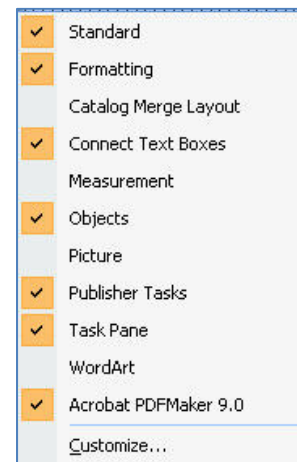 Standard
Formatting
Catalog Merge Layout
Connect Text Boxes
Measurement
Objects
Picture
Publisher Tasks
Task Pane
WordArt
Acrobat PDFMaker 9.0
Customize...